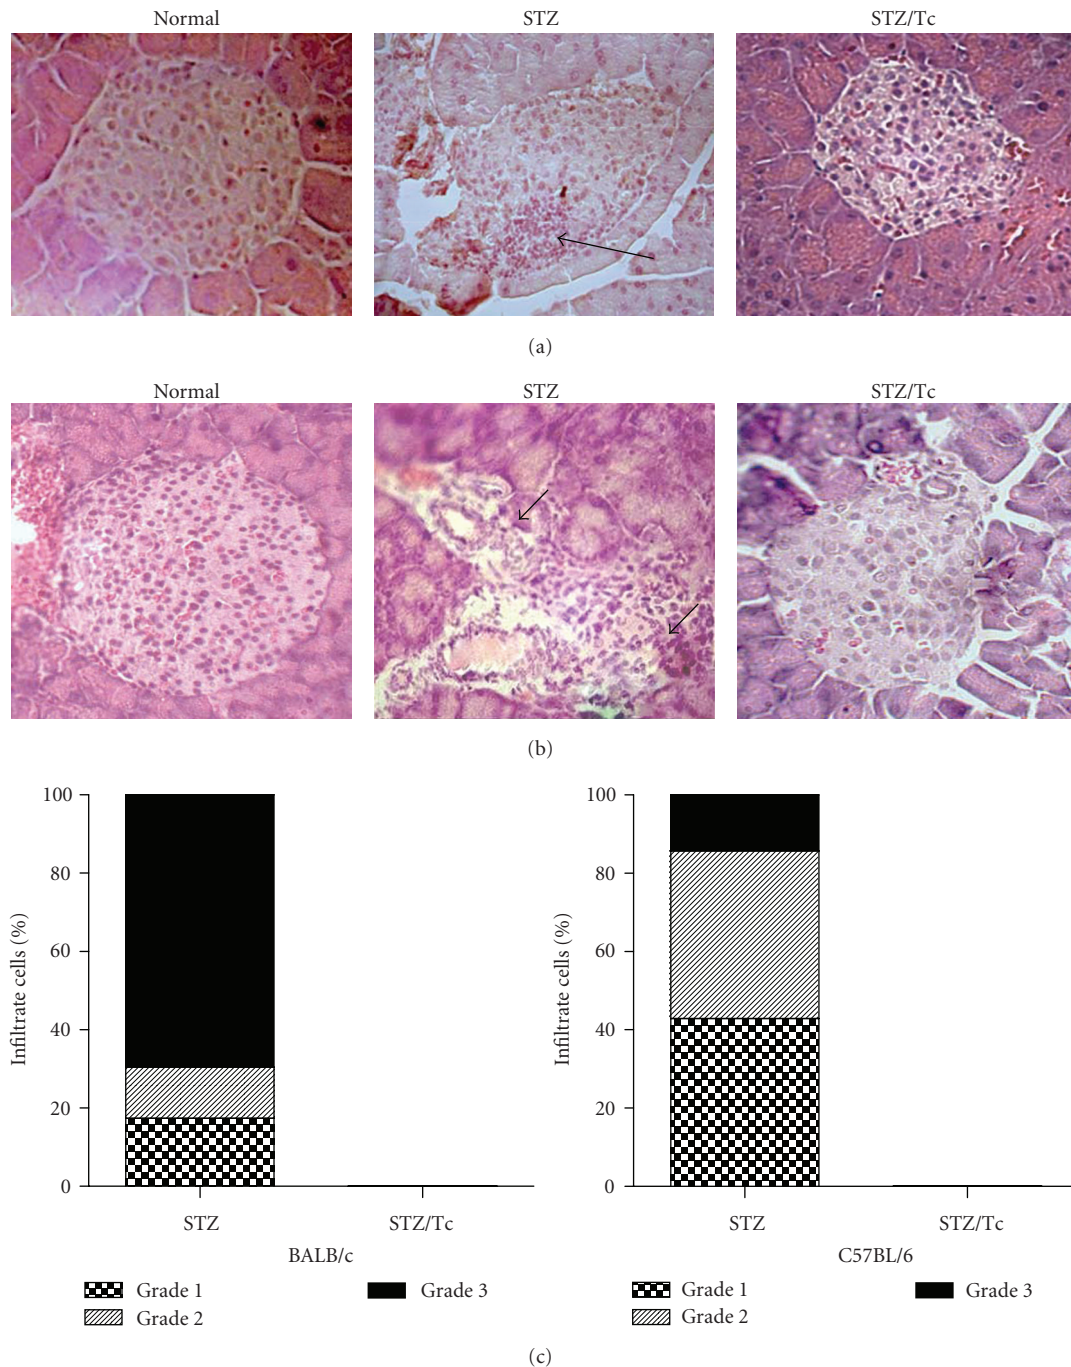 Normal STZ STZ/Tc
(a)
Normal STZ STZ/Tc
(b)
Infiltrate cells (%)
100
80
60
40
20
0
STZ STZ/Tc
BALB/c
Grade 1
Grade 2
Grade 3
Infiltrate cells (%)
100
80
60
40
20
0
STZ STZ/Tc
C57BL/6
Grade 1
Grade 2
Grade 3
(c)